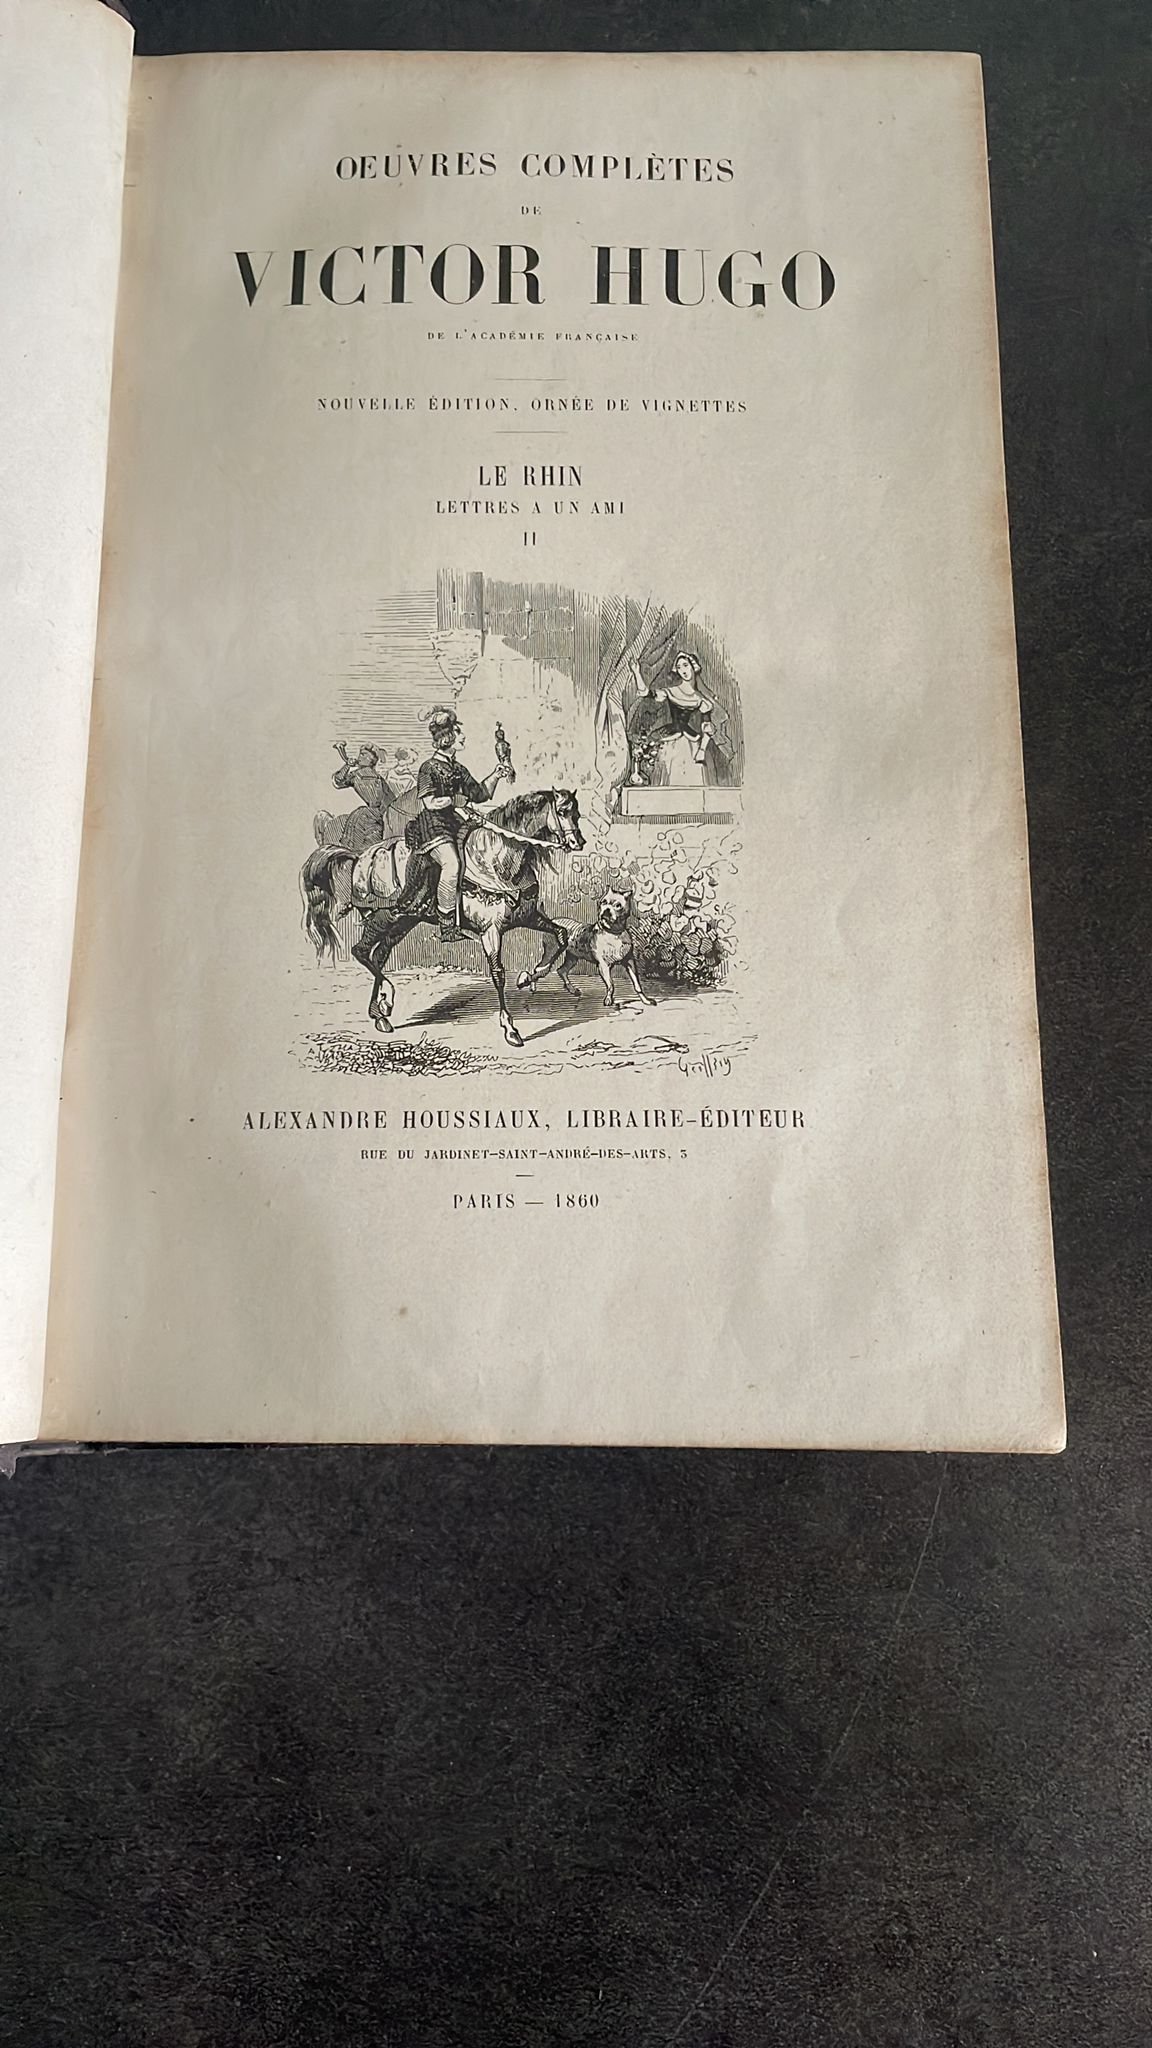 OEUVRES COMPLÈTES
DE
VICTOR HUGO
DE L'ACADÉMIE FRANÇAISE
NOUVELLE ÉDITION, ORNÉE DE VIGNETTES
LE RHIN
LETTRES A UN AMI
II
Geoffroy
ALEXANDRE HOUSSIAUX, LIBRAIRE-ÉDITEUR
RUE DU JARDINET-SAINT-ANDRÉ-DES-ARTS, 3
PARIS — 1860